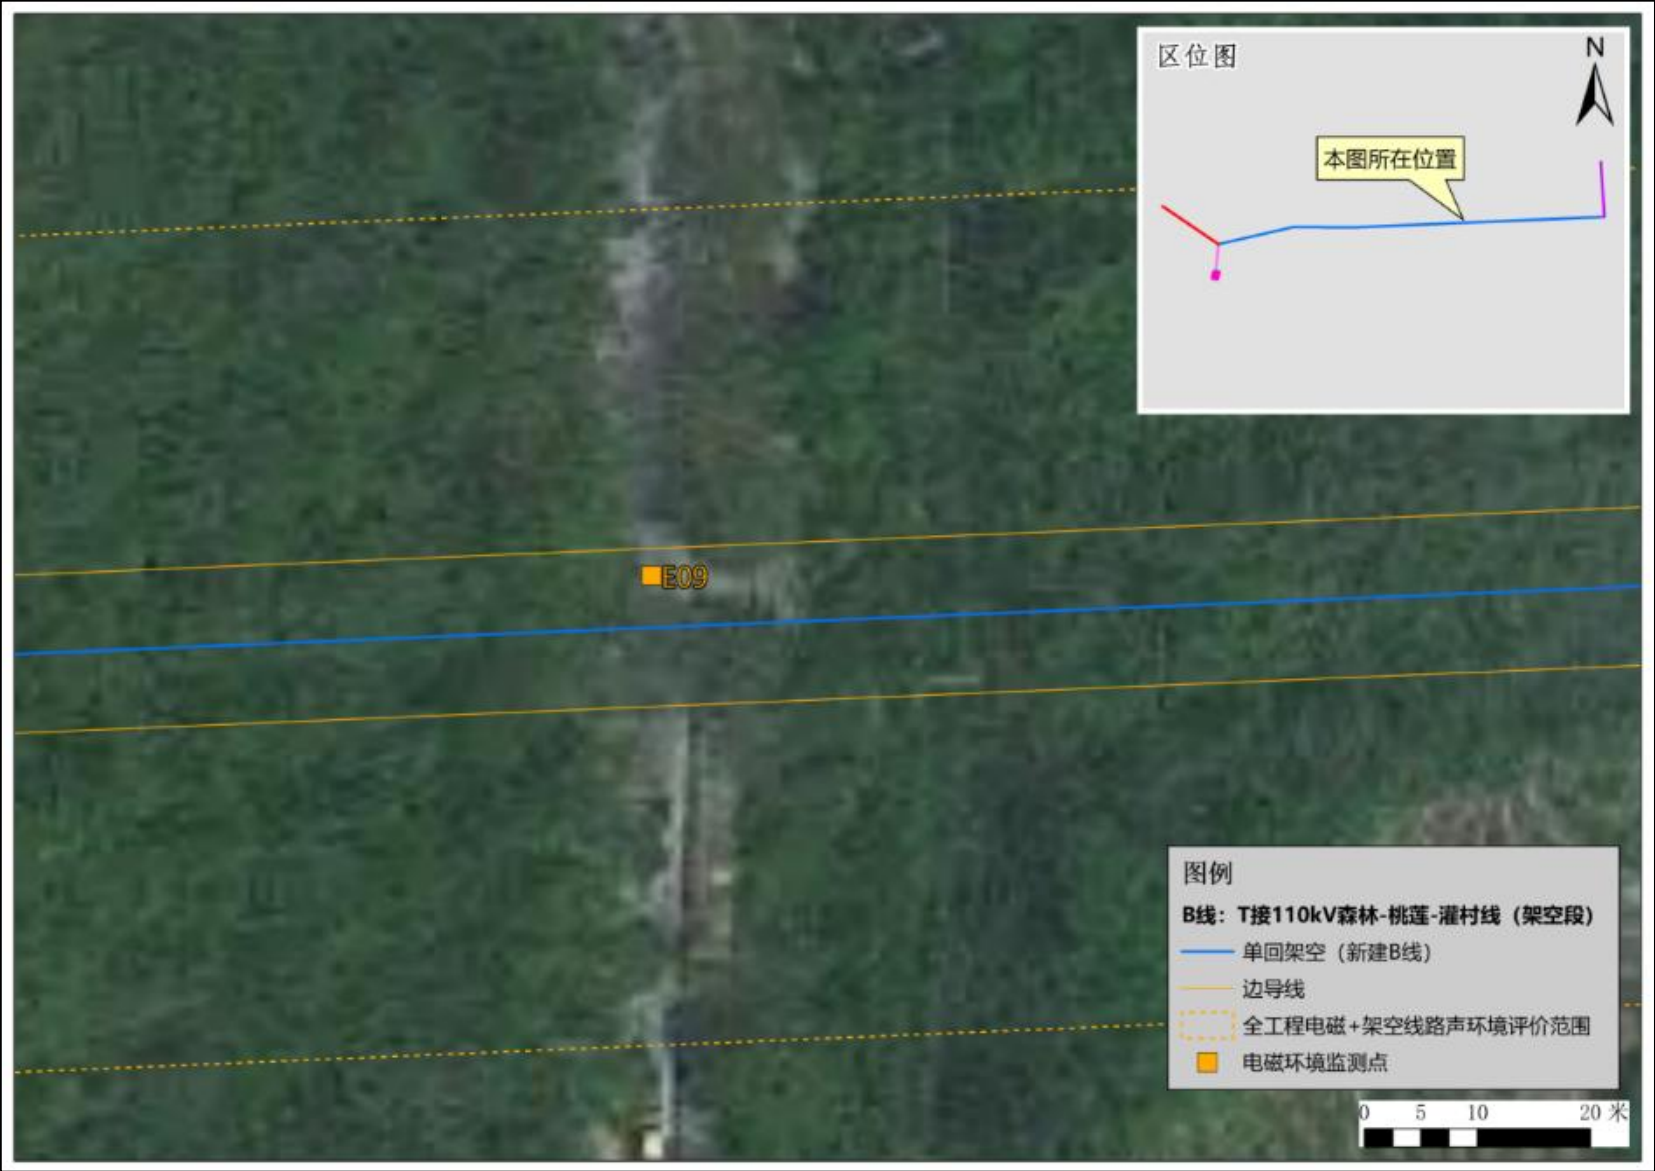 区位图
N
本图所在位置
E09
图例
B线：T接110kV森林-桃莲-灌村线（架空段）
单回架空（新建B线）
边导线
全工程电磁+架空线路声环境评价范围
电磁环境监测点
0 5 10 20 米